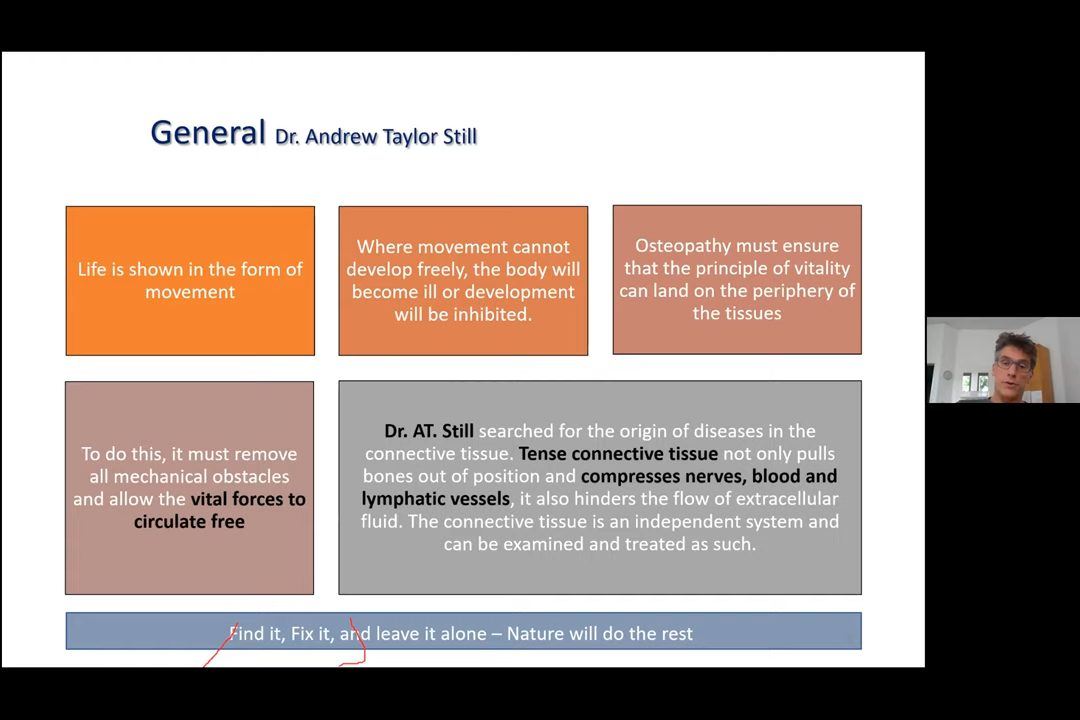 General Dr. Andrew Taylor Still
Life is shown in the form of
movement
Where movement cannot
develop freely, the body will
become ill or development
will be inhibited.
Osteopathy must ensure
that the principle of vitality
can land on the periphery of
the tissues
To do this, it must remove
all mechanical obstacles
and allow the vital forces to
circulate free
Dr. AT. Still searched for the origin of diseases in the
connective tissue. Tense connective tissue not only pulls
bones out of position and compresses nerves, blood and
lymphatic vessels, it also hinders the flow of extracellular
fluid. The connective tissue is an independent system and
can be examined and treated as such.
Find it, Fix it, and leave it alone – Nature will do the rest